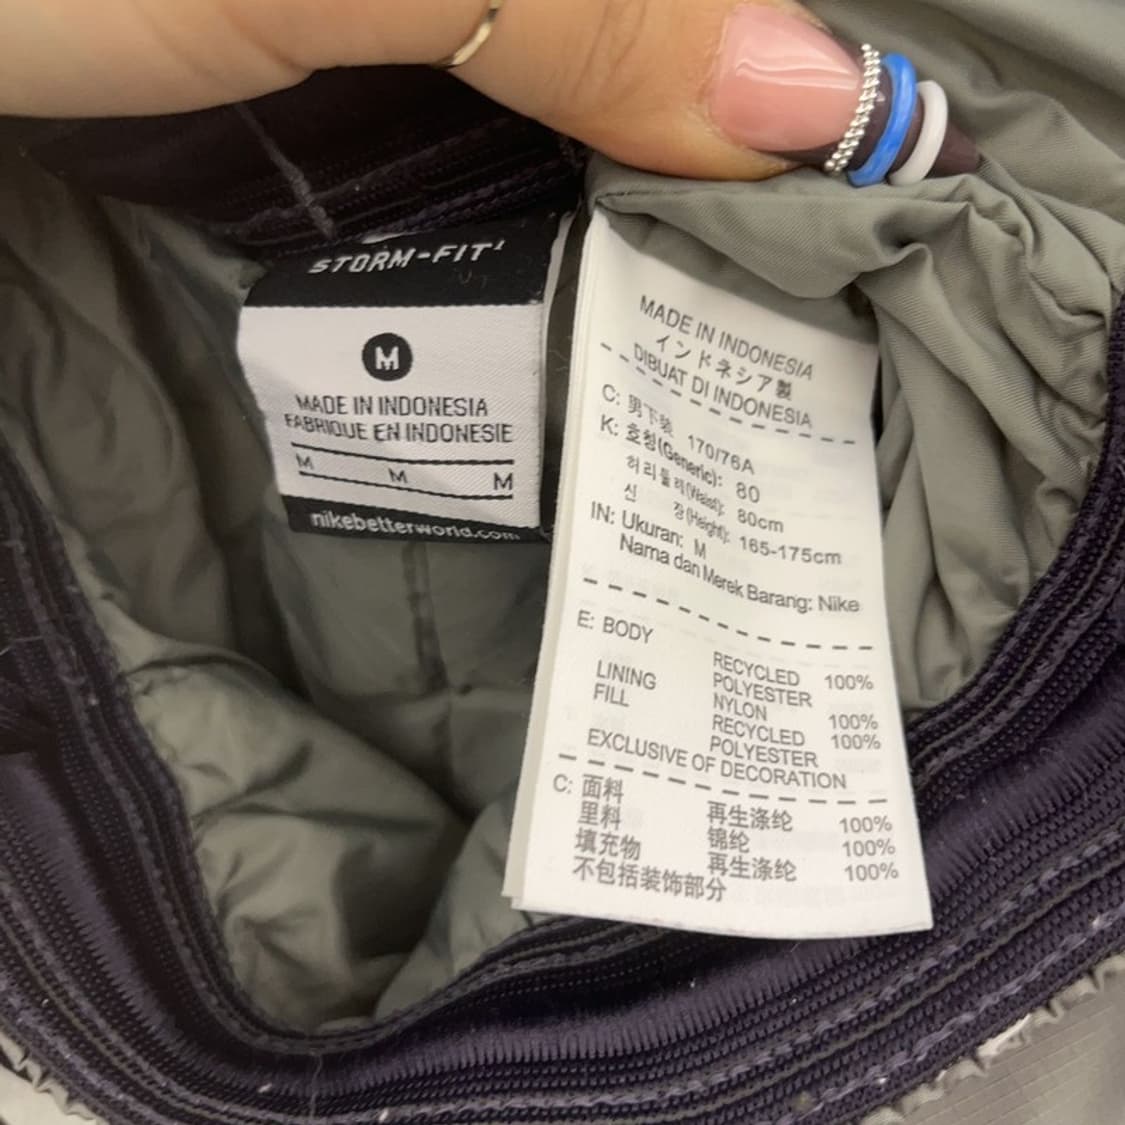 STORM-FIT
M
MADE IN INDONESIA
FABRIQUE EN INDONESIE
M M M
nikebetterworld.com
MADE IN INDONESIA
インドネシア製
DIBUAT DI INDONESIA
C: 男下装 170/76A
K: 호칭(Generic): 80
허리둘레(Waist): 80cm
신 장(Height): 165-175cm
IN: Ukuran: M
Nama dan Merek Barang: Nike
E: BODY RECYCLED POLYESTER 100%
LINING NYLON 100%
FILL RECYCLED POLYESTER 100%
EXCLUSIVE OF DECORATION
C: 面料 再生涤纶 100%
里料 锦纶 100%
填充物 再生涤纶 100%
不包括装饰部分